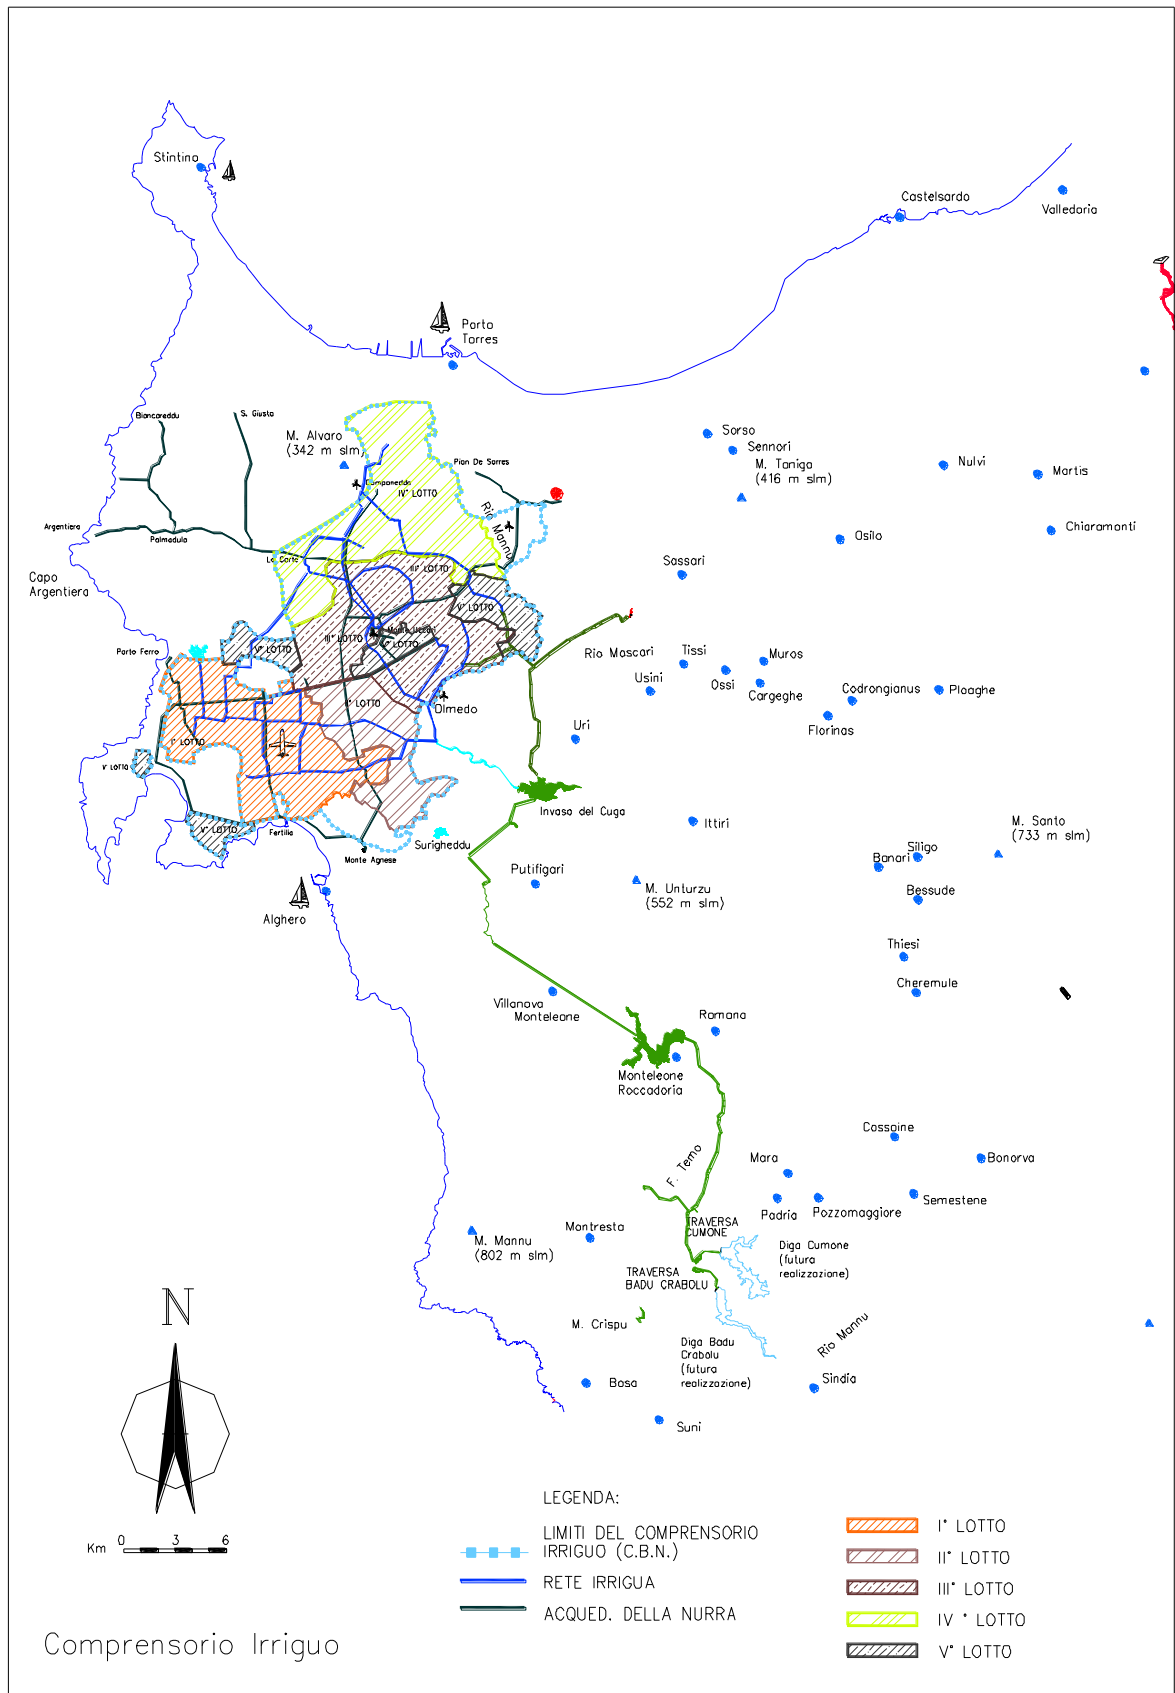 Stintino
Castelsardo
Valledoria
Porto
Torres
Biancareddu
S. Giusta
M. Alvaro
(342 m slm)
Sorso
Sennori
M. Taniga
(416 m slm)
Nulvi
Martis
Pian De Sorres
Campanedda
IV° LOTTO
Rio Mannu
Argentiera
Palmadula
Chiaramonti
Osilo
La Corte
III° LOTTO
Sassari
Capo
Argentiera
V° LOTTO
III° LOTTO
V° LOTTO
V° LOTTO
Porto Ferro
Rio Mascari
Tissi
Muros
Usini
Ossi
Cargeghe
Codrongianus
Ploaghe
Florinas
Olmedo
Uri
I° LOTTO
V° LOTTO
Invaso del Cuga
V° LOTTO
Fertilia
Surigheddu
Monte Agnese
Ittiri
M. Santo
(733 m slm)
Siligo
Banari
Putifigari
M. Unturzu
(552 m slm)
Bessude
Alghero
Thiesi
Cheremule
Villanova
Monteleone
Romana
Monteleone
Roccadoria
Cossoine
Bonorva
Mara
F. Temo
Semestene
Padria
Pozzomaggiore
TRAVERSA
CUMONE
Montresta
M. Mannu
(802 m slm)
Diga Cumone
(futura
realizzazione)
TRAVERSA
BADU CRABOLU
M. Crispu
Rio Mannu
Diga Badu
Crabolu
(futura
realizzazione)
Bosa
Sindia
Suni
N
LEGENDA:
LIMITI DEL COMPRENSORIO
IRRIGUO (C.B.N.)
RETE IRRIGUA
ACQUED. DELLA NURRA
I° LOTTO
II° LOTTO
III° LOTTO
IV ° LOTTO
V° LOTTO
Km 0 3 6
Comprensorio Irriguo